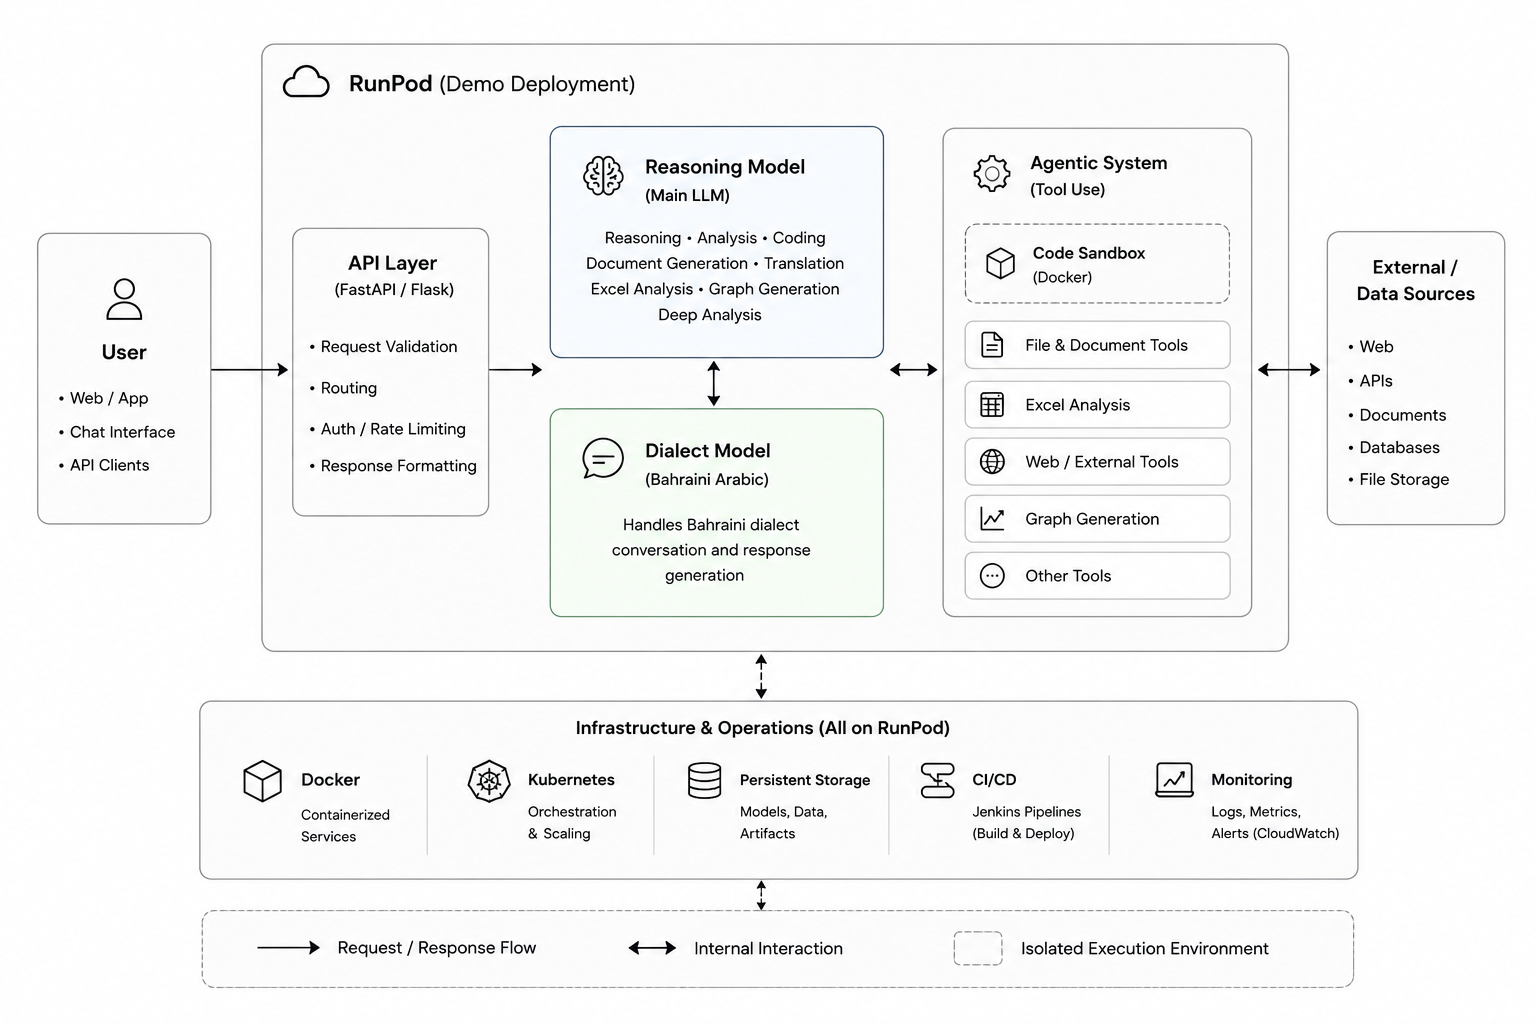 RunPod (Demo Deployment)
User
• Web / App
• Chat Interface
• API Clients
API Layer
(FastAPI / Flask)
• Request Validation
• Routing
• Auth / Rate Limiting
• Response Formatting
Reasoning Model
(Main LLM)
Reasoning • Analysis • Coding
Document Generation • Translation
Excel Analysis • Graph Generation
Deep Analysis
Dialect Model
(Bahraini Arabic)
Handles Bahraini dialect
conversation and response
generation
Agentic System
(Tool Use)
Code Sandbox
(Docker)
File & Document Tools
Excel Analysis
Web / External Tools
Graph Generation
Other Tools
External /
Data Sources
• Web
• APIs
• Documents
• Databases
• File Storage
Infrastructure & Operations (All on RunPod)
Docker
Containerized
Services
Kubernetes
Orchestration
& Scaling
Persistent Storage
Models, Data,
Artifacts
CI/CD
Jenkins Pipelines
(Build & Deploy)
Monitoring
Logs, Metrics,
Alerts (CloudWatch)
Request / Response Flow
Internal Interaction
Isolated Execution Environment